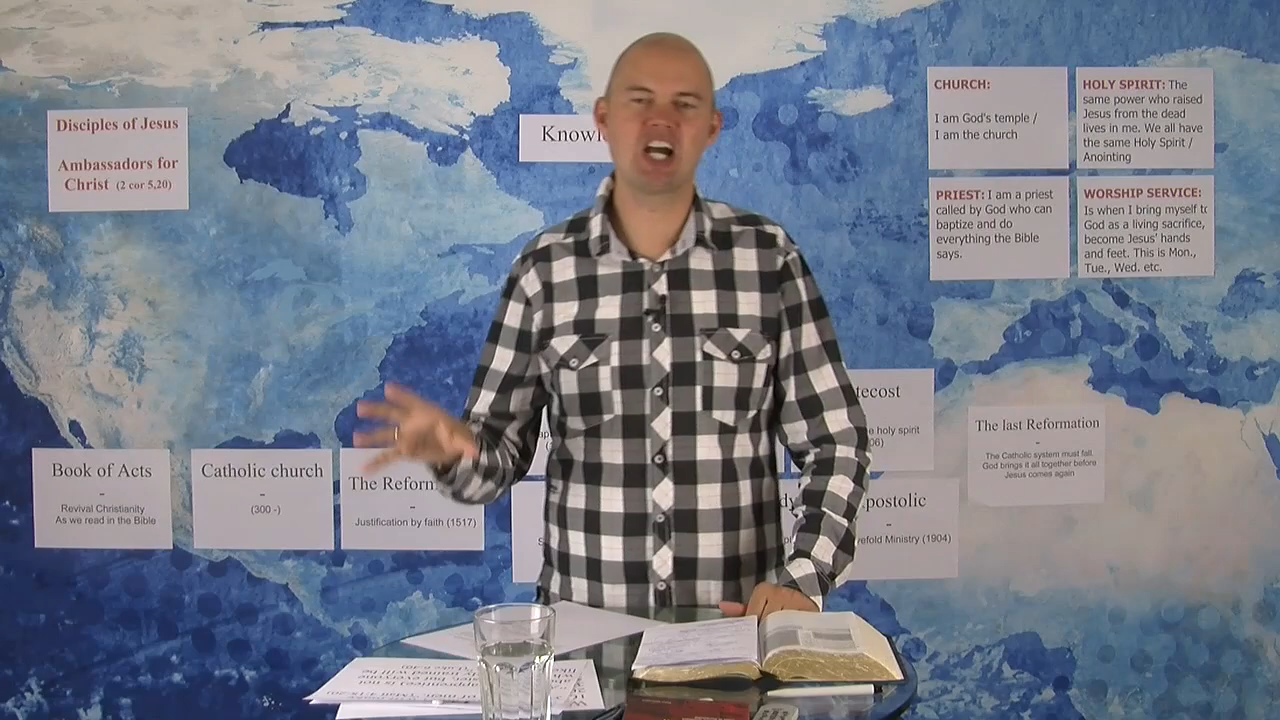 Disciples of Jesus
Ambassadors for
Christ (2 cor 5,20)
CHURCH:
I am God's temple /
I am the church
HOLY SPIRIT: The
same power who raised
Jesus from the dead
lives in me. We all have
the same Holy Spirit /
Anointing
PRIEST: I am a priest
called by God who can
baptize and do
everything the Bible
says.
WORSHIP SERVICE:
Is when I bring myself to
God as a living sacrifice,
become Jesus' hands
and feet. This is Mon.,
Tue., Wed. etc.
Book of Acts
-
Revival Christianity
As we read in the Bible
Catholic church
-
(300 -)
The Reform
-
Justification by faith (1517)
tecost
holy spirit
06)
postolic
-
efold Ministry (1904)
The last Reformation
-
The Catholic system must fall.
God brings it all together before
Jesus comes again